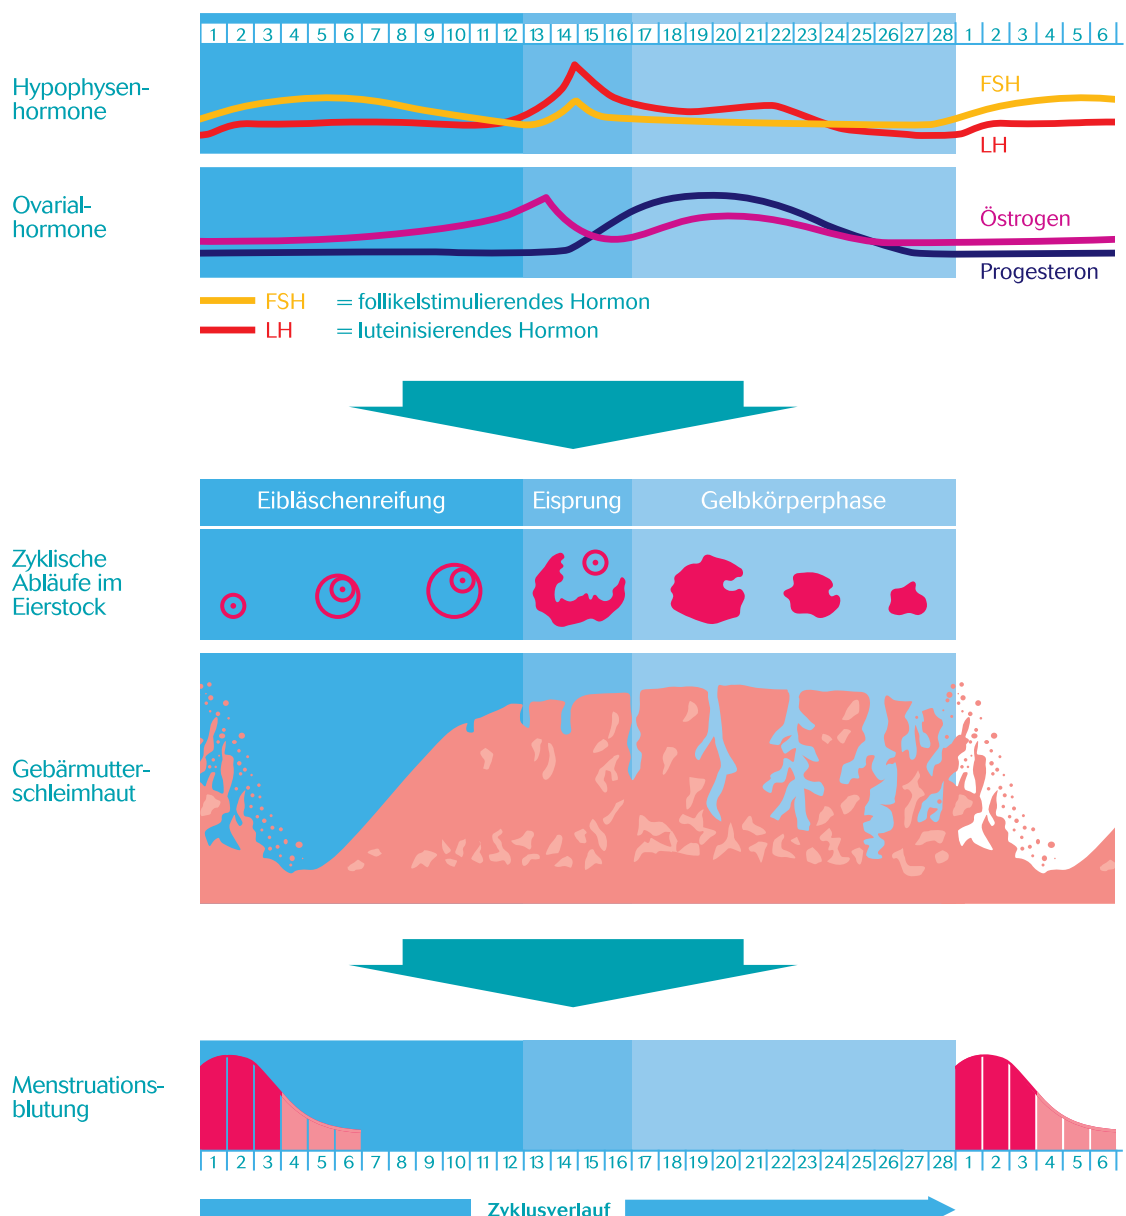 1 2 3 4 5 6 7 8 9 10 11 12 13 14 15 16 17 18 19 20 21 22 23 24 25 26 27 28 1 2 3 4 5 6
Hypophysen-
hormone
FSH
LH
Ovarial-
hormone
Östrogen
Progesteron
FSH = follikelstimulierendes Hormon
LH = luteinisierendes Hormon
Eibläschenreifung Eisprung Gelbkörperphase
Zyklische
Abläufe im
Eierstock
Gebärmutter-
schleimhaut
Menstruations-
blutung
1 2 3 4 5 6 7 8 9 10 11 12 13 14 15 16 17 18 19 20 21 22 23 24 25 26 27 28 1 2 3 4 5 6
Zyklusverlauf